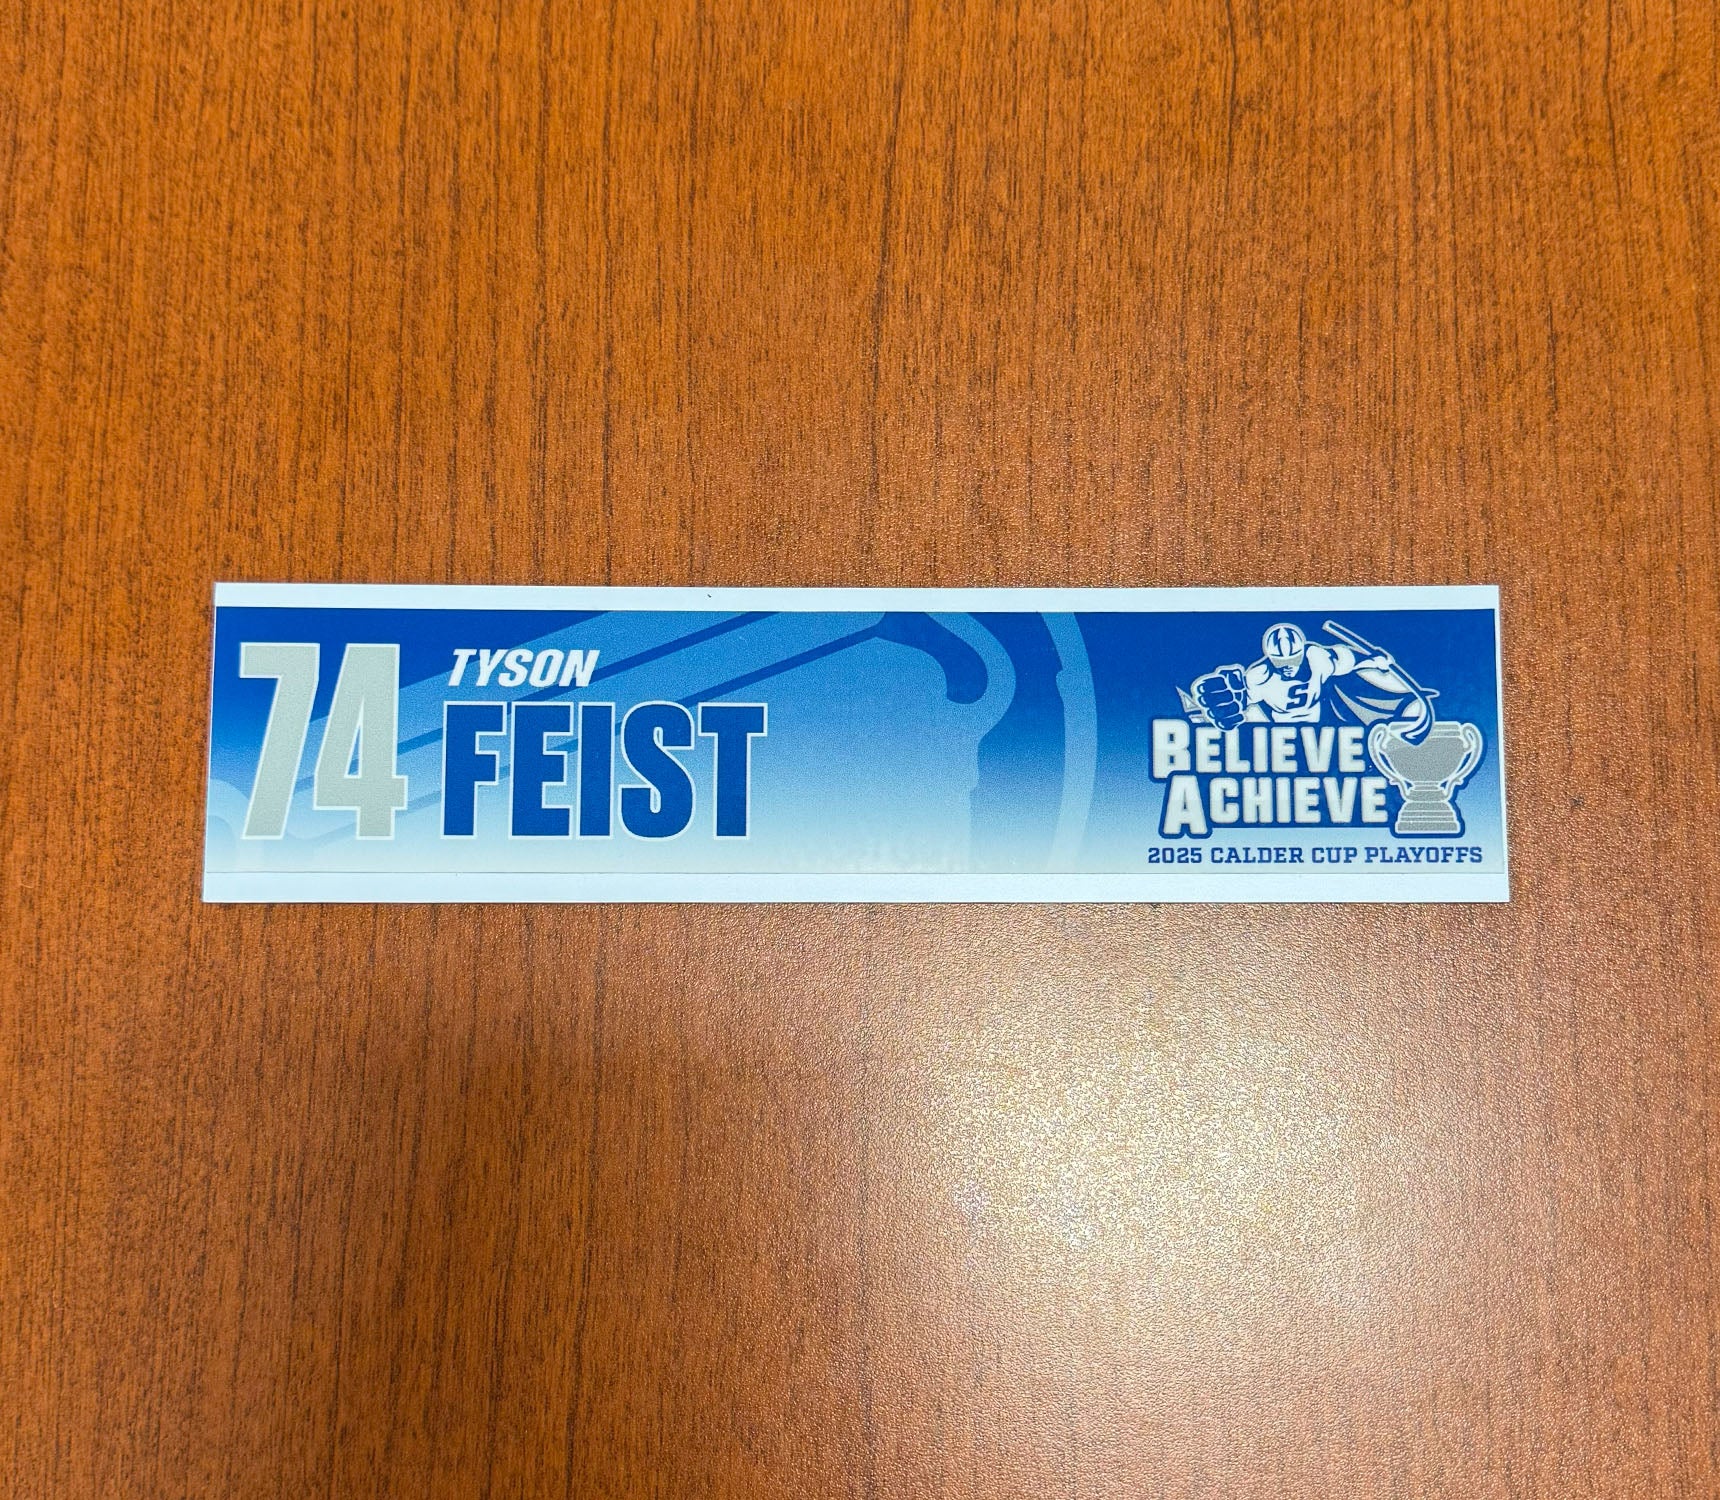 74
TYSON
FEIST
S
BELIEVE
ACHIEVE
2025 CALDER CUP PLAYOFFS